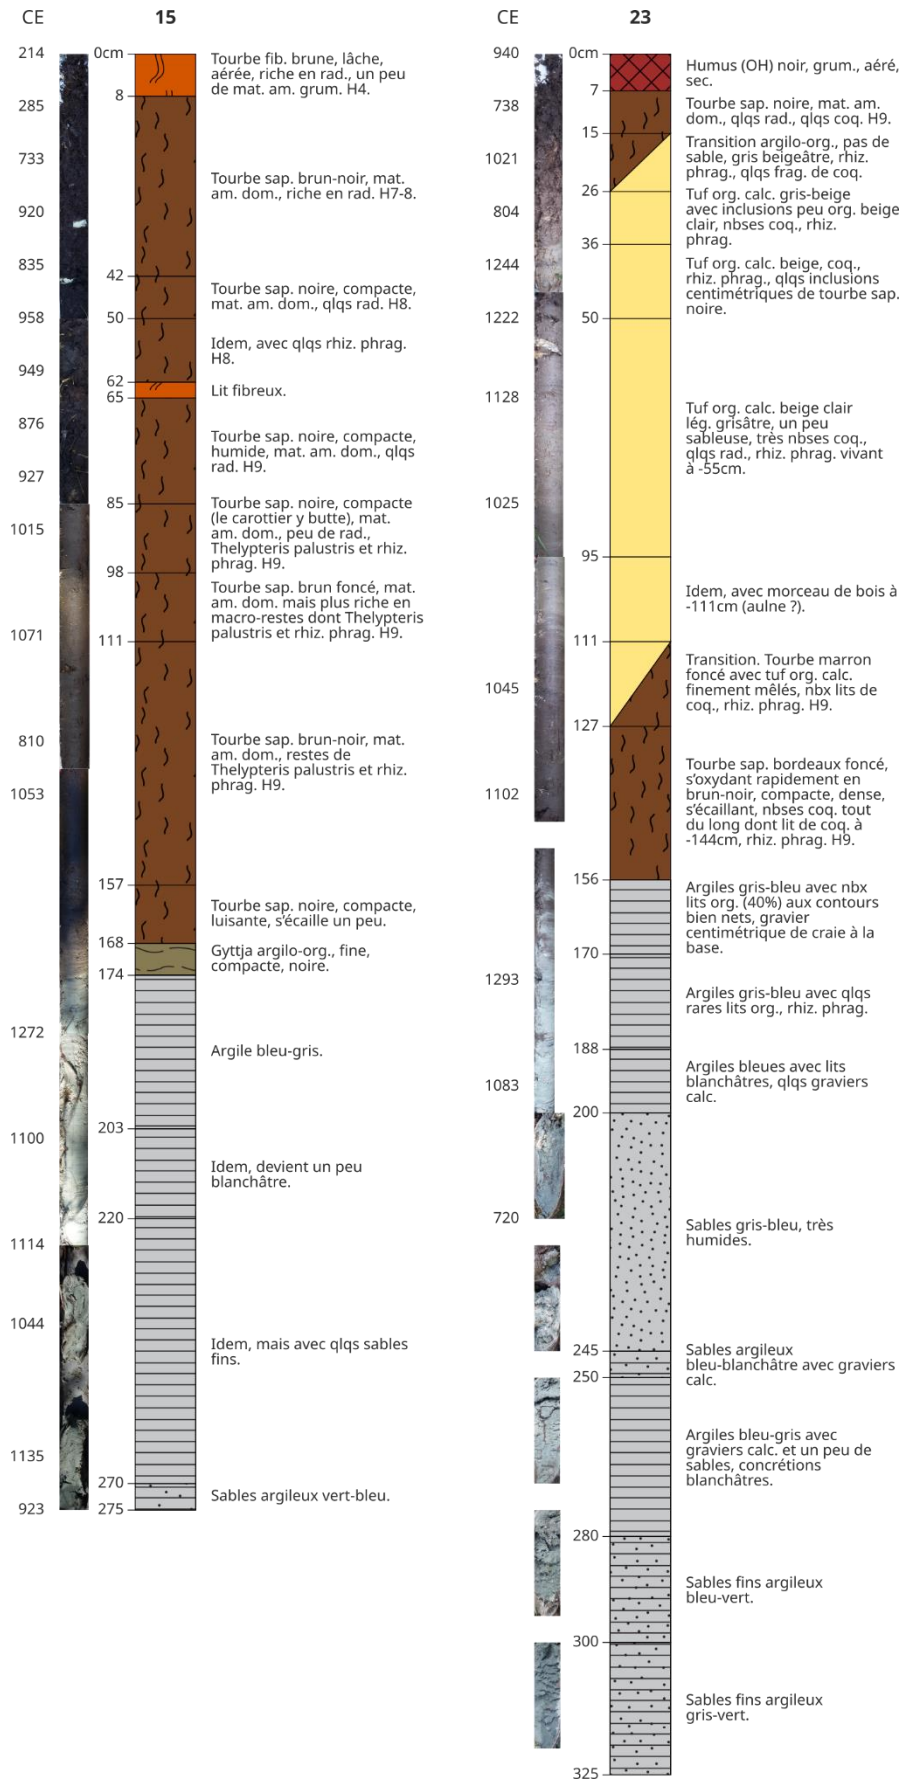 CE
15
214
285
733
920
835
958
949
876
927
1015
1071
810
1053
1272
1100
1114
1044
1135
923
0cm
8
42
50
62
65
85
98
111
157
168
174
203
220
270
275
Tourbe fib. brune, lâche,
aérée, riche en rad., un peu
de mat. am. grum. H4.
Tourbe sap. brun-noir, mat.
am. dom., riche en rad. H7-8.
Tourbe sap. noire, compacte,
mat. am. dom., qlqs rad. H8.
Idem, avec qlqs rhiz. phrag.
H8.
Lit fibreux.
Tourbe sap. noire, compacte,
humide, mat. am. dom., qlqs
rad. H9.
Tourbe sap. noire, compacte
(le carottier y butte), mat.
am. dom., peu de rad.,
Thelypteris palustris et rhiz.
phrag. H9.
Tourbe sap. brun foncé, mat.
am. dom. mais plus riche en
macro-restes dont Thelypteris
palustris et rhiz. phrag. H9.
Tourbe sap. brun-noir, mat.
am. dom., restes de
Thelypteris palustris et rhiz.
phrag. H9.
Tourbe sap. noire, compacte,
luisante, s'écaille un peu.
Gyttja argilo-org., fine,
compacte, noire.
Argile bleu-gris.
Idem, devient un peu
blanchâtre.
Idem, mais avec qlqs sables
fins.
Sables argileux vert-bleu.
CE
23
940
738
1021
804
1244
1222
1128
1025
1045
1102
1293
1083
720
0cm
7
15
26
36
50
95
111
127
156
170
188
200
245
250
280
300
325
Humus (OH) noir, grum., aéré,
sec.
Tourbe sap. noire, mat. am.
dom., qlqs rad., qlqs coq. H9.
Transition argilo-org., pas de
sable, gris beigeâtre, rhiz.
phrag., qlqs frag. de coq.
Tuf org. calc. gris-beige
avec inclusions peu org. beige
clair, nbses coq., rhiz.
phrag.
Tuf org. calc. beige, coq.,
rhiz. phrag., qlqs inclusions
centimétriques de tourbe sap.
noire.
Tuf org. calc. beige clair
lég. grisâtre, un peu
sableuse, très nbses coq.,
qlqs rad., rhiz. phrag. vivant
à -55cm.
Idem, avec morceau de bois à
-111cm (aulne ?).
Transition. Tourbe marron
foncé avec tuf org. calc.
finement mêlés, nbx lits de
coq., rhiz. phrag. H9.
Tourbe sap. bordeaux foncé,
s'oxydant rapidement en
brun-noir, compacte, dense,
s'écaillant, nbses coq. tout
du long dont lit de coq. à
-144cm, rhiz. phrag. H9.
Argiles gris-bleu avec nbx
lits org. (40%) aux contours
bien nets, gravier
centimétrique de craie à la
base.
Argiles gris-bleu avec qlqs
rares lits org., rhiz. phrag.
Argiles bleues avec lits
blanchâtres, qlqs graviers
calc.
Sables gris-bleu, très
humides.
Sables argileux
bleu-blanchâtre avec graviers
calc.
Argiles bleu-gris avec
graviers calc. et un peu de
sables, concrétions
blanchâtres.
Sables fins argileux
bleu-vert.
Sables fins argileux
gris-vert.